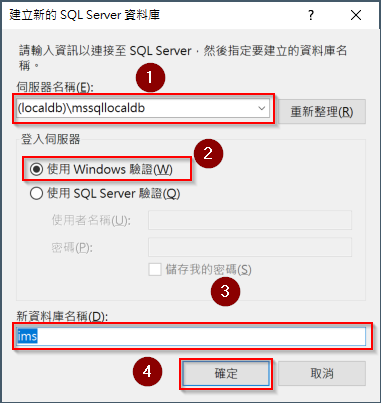 建立新的 SQL Server 資料庫
請輸入資訊以連接至 SQL Server，然後指定要建立的資料庫名
稱。
1
伺服器名稱(E):
(localdb)\mssqllocaldb
重新整理(R)
登入伺服器
2
使用 Windows 驗證(W)
使用 SQL Server 驗證(Q)
使用者名稱(U):
密碼(P):
儲存我的密碼(S)
3
新資料庫名稱(D):
ims
4
確定
取消